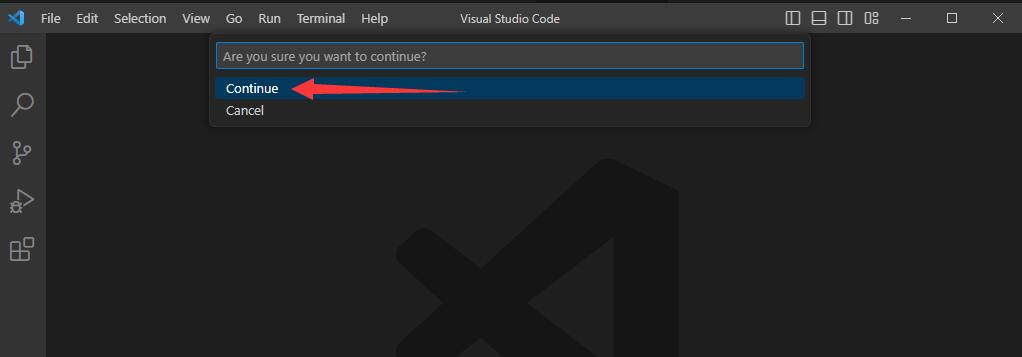 File Edit Selection View Go Run Terminal Help Visual Studio Code
Are you sure you want to continue?
Continue
Cancel